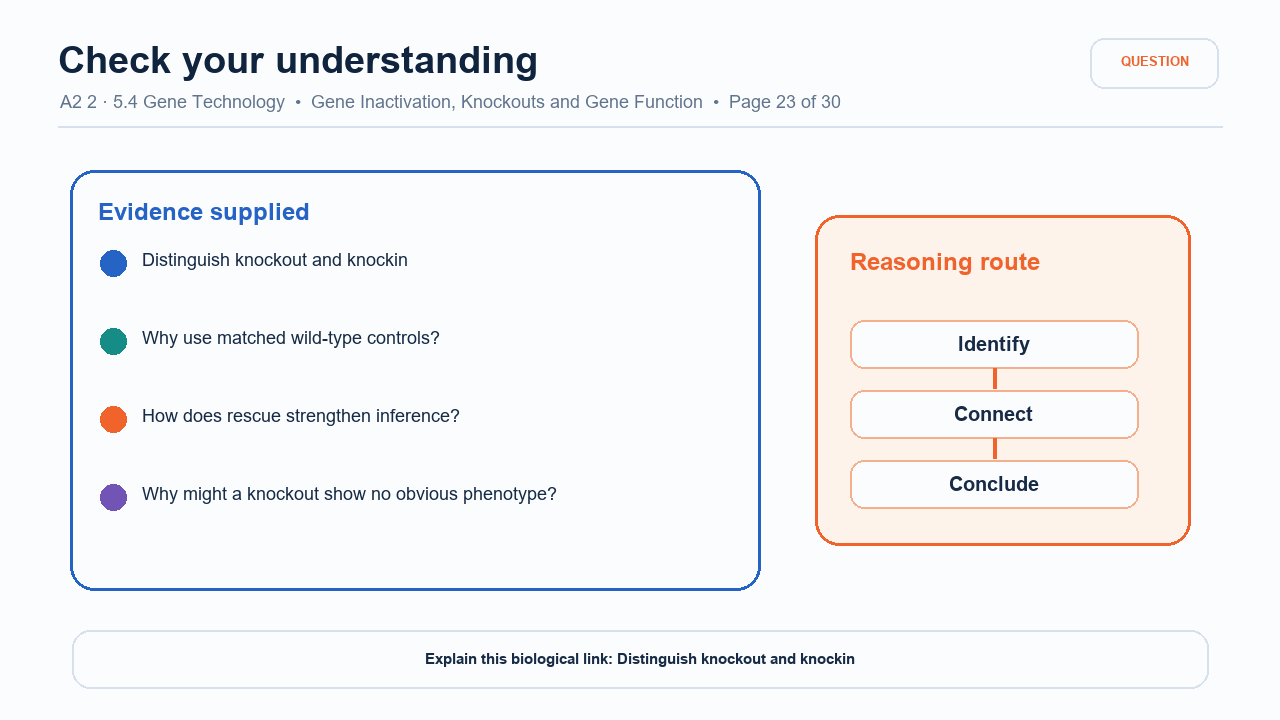 Check your understanding
QUESTION
A2 2 · 5.4 Gene Technology • Gene Inactivation, Knockouts and Gene Function • Page 23 of 30
Evidence supplied
Distinguish knockout and knockin
Why use matched wild-type controls?
How does rescue strengthen inference?
Why might a knockout show no obvious phenotype?
Reasoning route
Identify
Connect
Conclude
Explain this biological link: Distinguish knockout and knockin